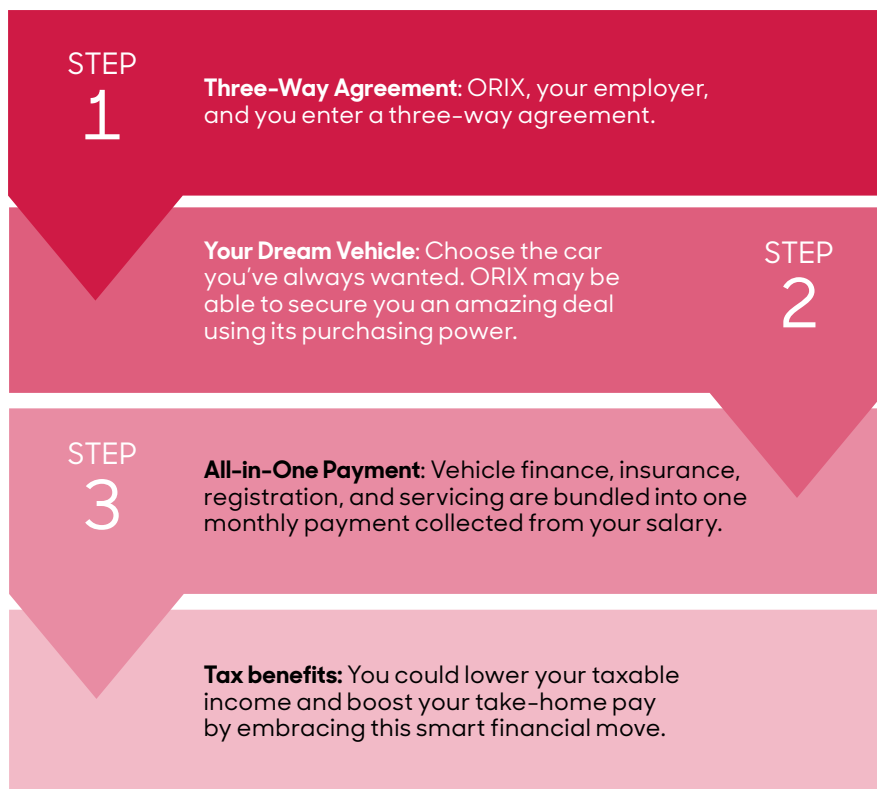 STEP
1
Three-Way Agreement: ORIX, your employer,
and you enter a three-way agreement.
Your Dream Vehicle: Choose the car
you've always wanted. ORIX may be
able to secure you an amazing deal
using its purchasing power.
STEP
2
STEP
3
All-in-One Payment: Vehicle finance, insurance,
registration, and servicing are bundled into one
monthly payment collected from your salary.
Tax benefits: You could lower your taxable
income and boost your take-home pay
by embracing this smart financial move.